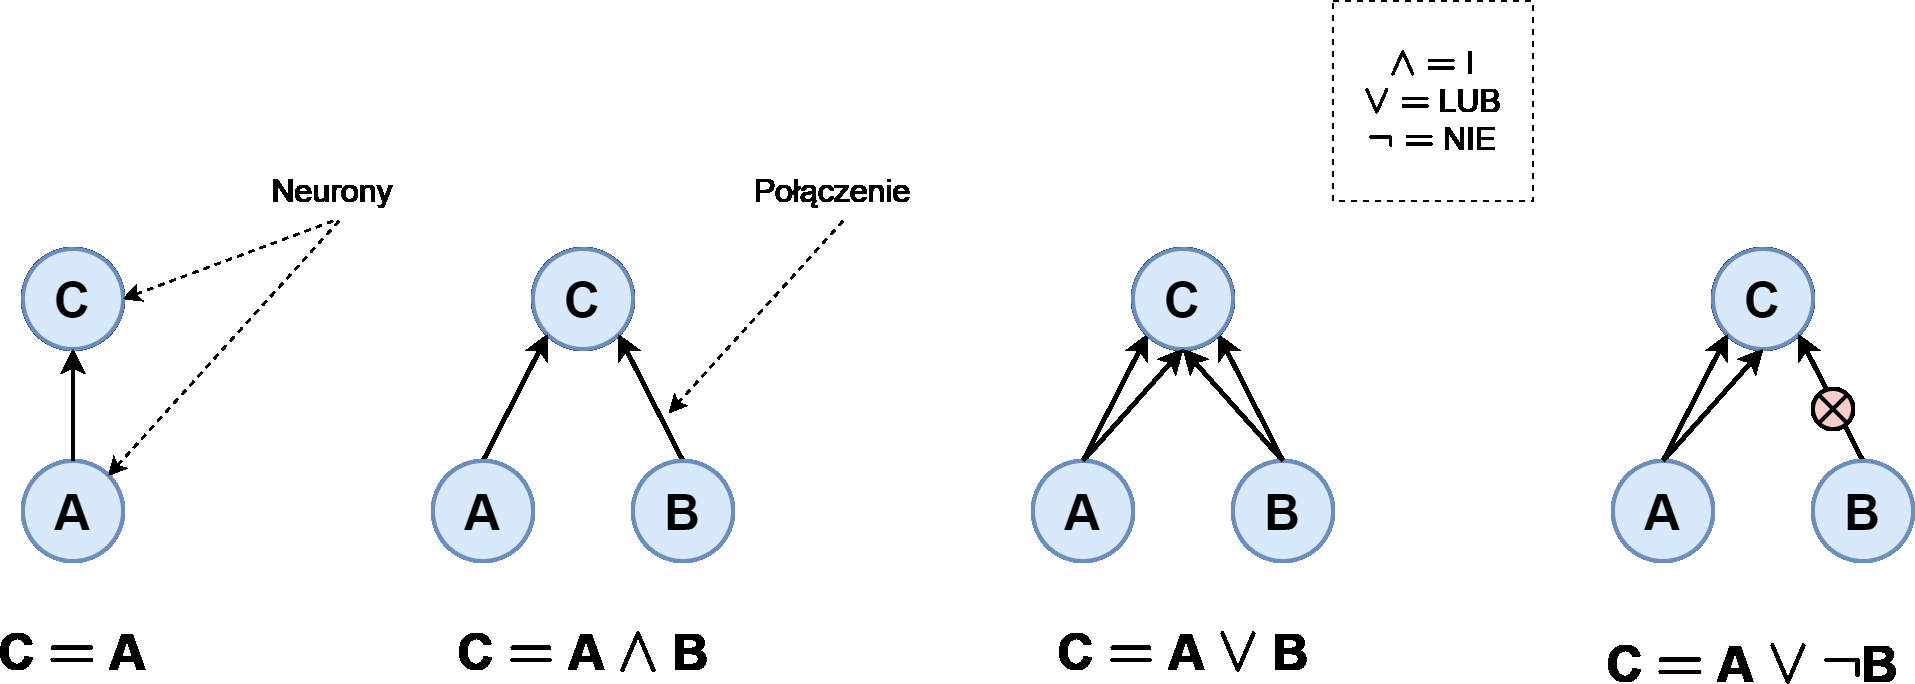 ∧ = I
∨ = LUB
¬ = NIE
Neurony
Połączenie
C
C
C
C
A
A
B
A
B
A
B
C = A
C = A ∧ B
C = A ∨ B
C = A ∨ ¬B